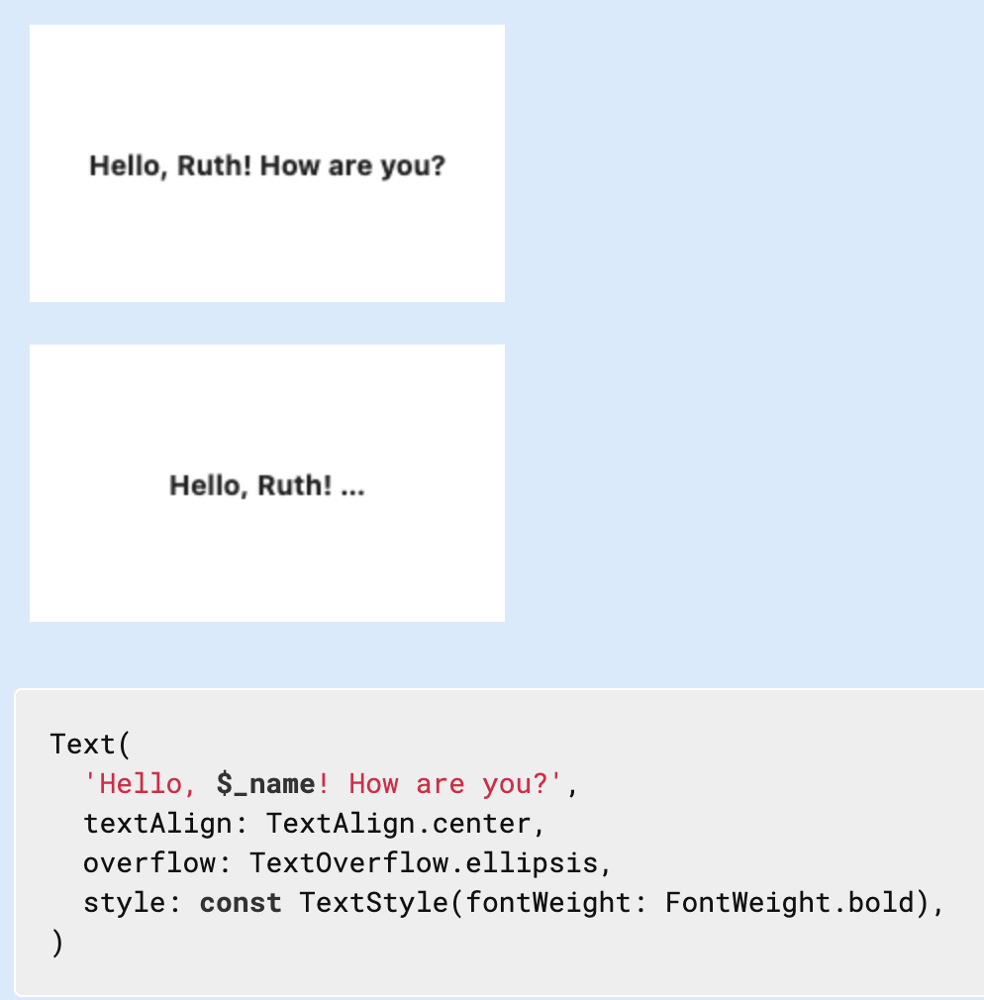 Hello, Ruth! How are you?
Hello, Ruth! ...
Text(
  'Hello, $_name! How are you?',
  textAlign: TextAlign.center,
  overflow: TextOverflow.ellipsis,
  style: const TextStyle(fontWeight: FontWeight.bold),
)